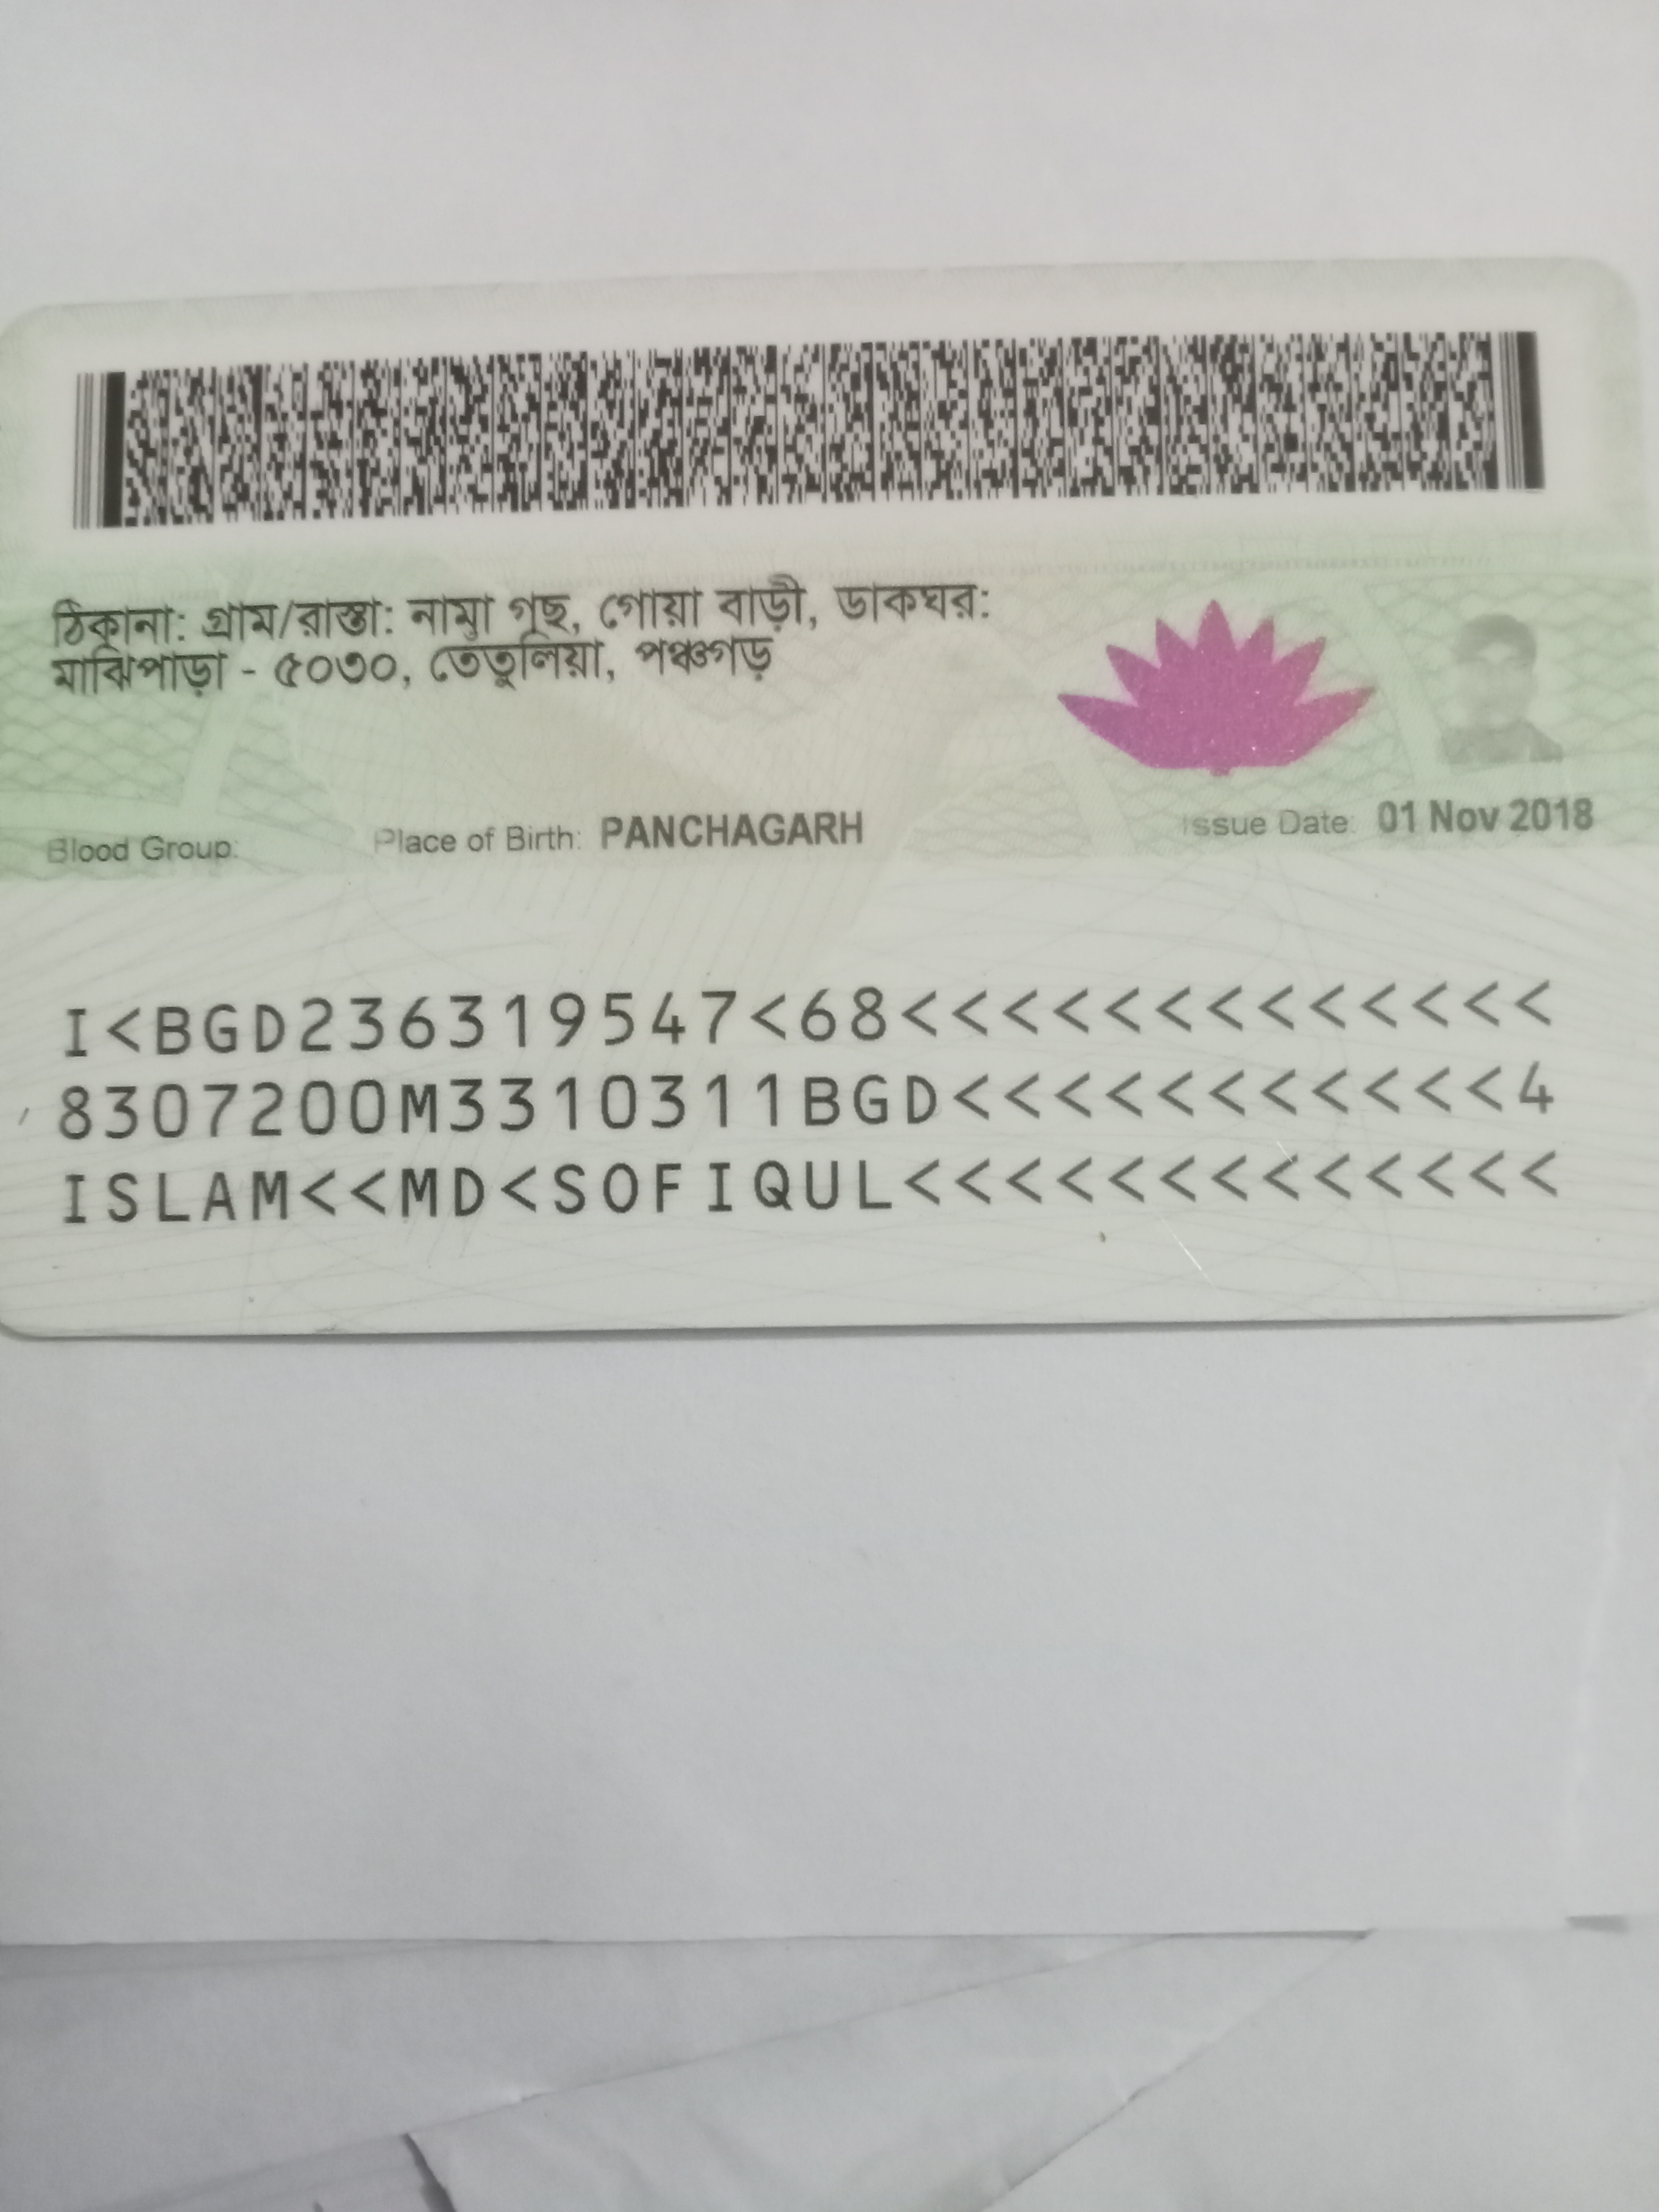 ঠিকানা: গ্রাম/রাস্তা: নামা গছ, গোয়া বাড়ী, ডাকঘর:
মাঝিপাড়া - ৫০৩০, তেতুলিয়া, পঞ্চগড়
Blood Group: Place of Birth: PANCHAGARH Issue Date: 01 Nov 2018
I<BGD236319547<68<<<<<<<<<<<<<
8307200M3310311BGD<<<<<<<<<<<4
ISLAM<<MD<SOFIQUL<<<<<<<<<<<<<